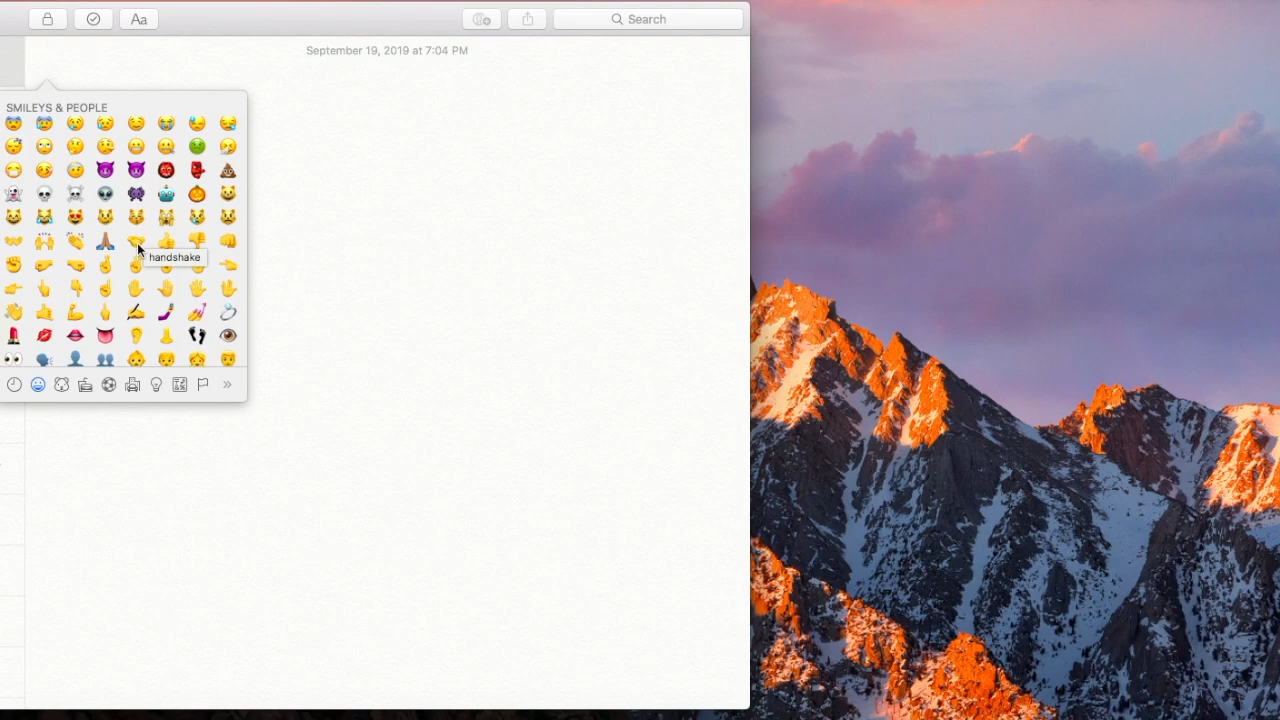 Aa
Search
September 19, 2019 at 7:04 PM
SMILEYS & PEOPLE
handshake